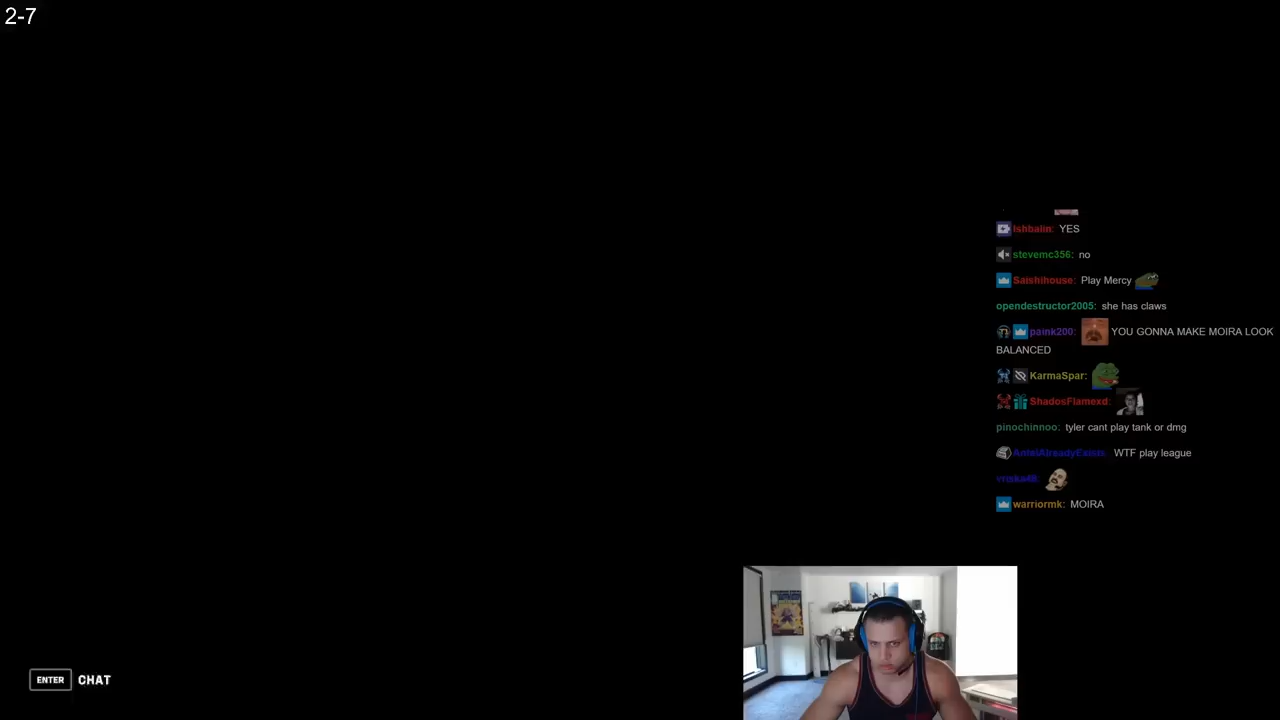 2-7
Ishbalin: YES
stevemc356: no
Saishihouse: Play Mercy
opendestructor2005: she has claws
paink200: YOU GONNA MAKE MOIRA LOOK
BALANCED
KarmaSpar:
ShadosFlamexd:
pinochinnoo: tyler cant play tank or dmg
WTF play league
warriormk: MOIRA
ENTER CHAT